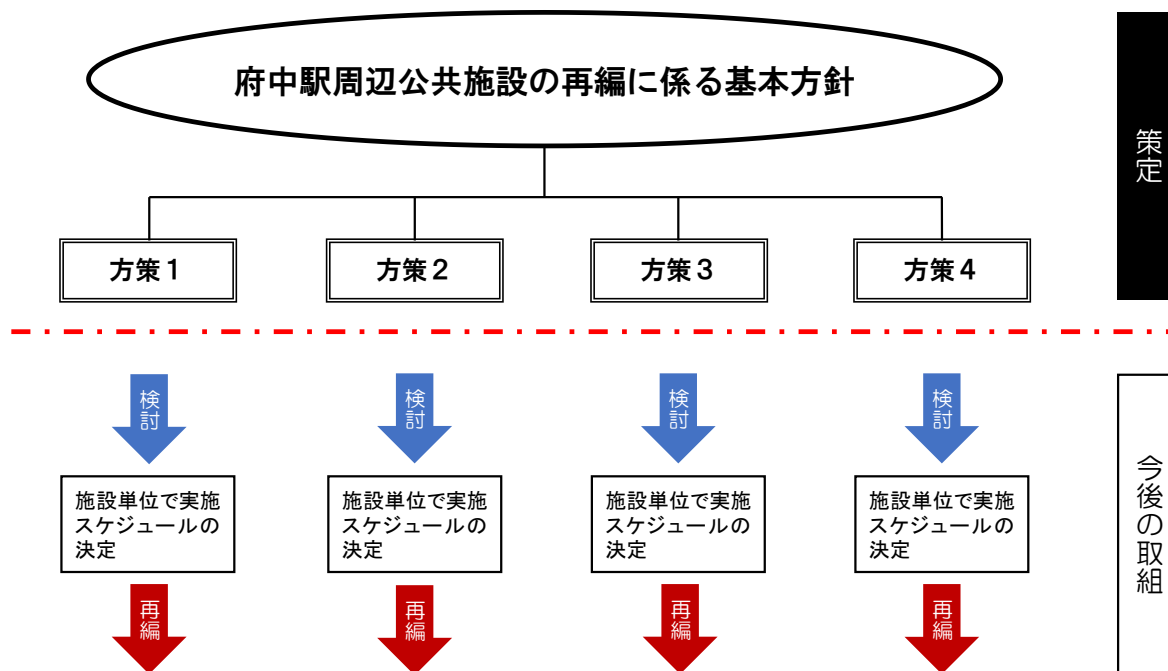 府中駅周辺公共施設の再編に係る基本方針
策定
方策1
方策2
方策3
方策4
検討
検討
検討
検討
施設単位で実施
スケジュールの
決定
施設単位で実施
スケジュールの
決定
施設単位で実施
スケジュールの
決定
施設単位で実施
スケジュールの
決定
今後の取組
再編
再編
再編
再編